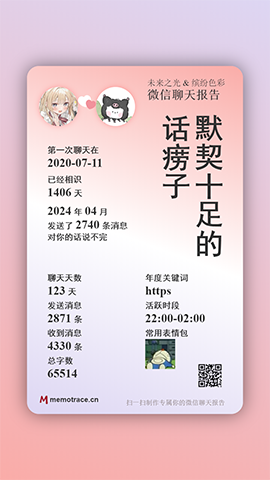 未来之光 & 缤纷色彩
微信聊天报告
默契十足的
话痨子
第一次聊天在
2020-07-11
已经相识
1406 天
2024 年 04 月
发送了 2740 条消息
对你的话说不完
聊天天数
123 天
发送消息
2871 条
收到消息
4330 条
总字数
65514
年度关键词
https
活跃时段
22:00-02:00
常用表情包
memotrace.cn
扫一扫制作专属你的微信聊天报告